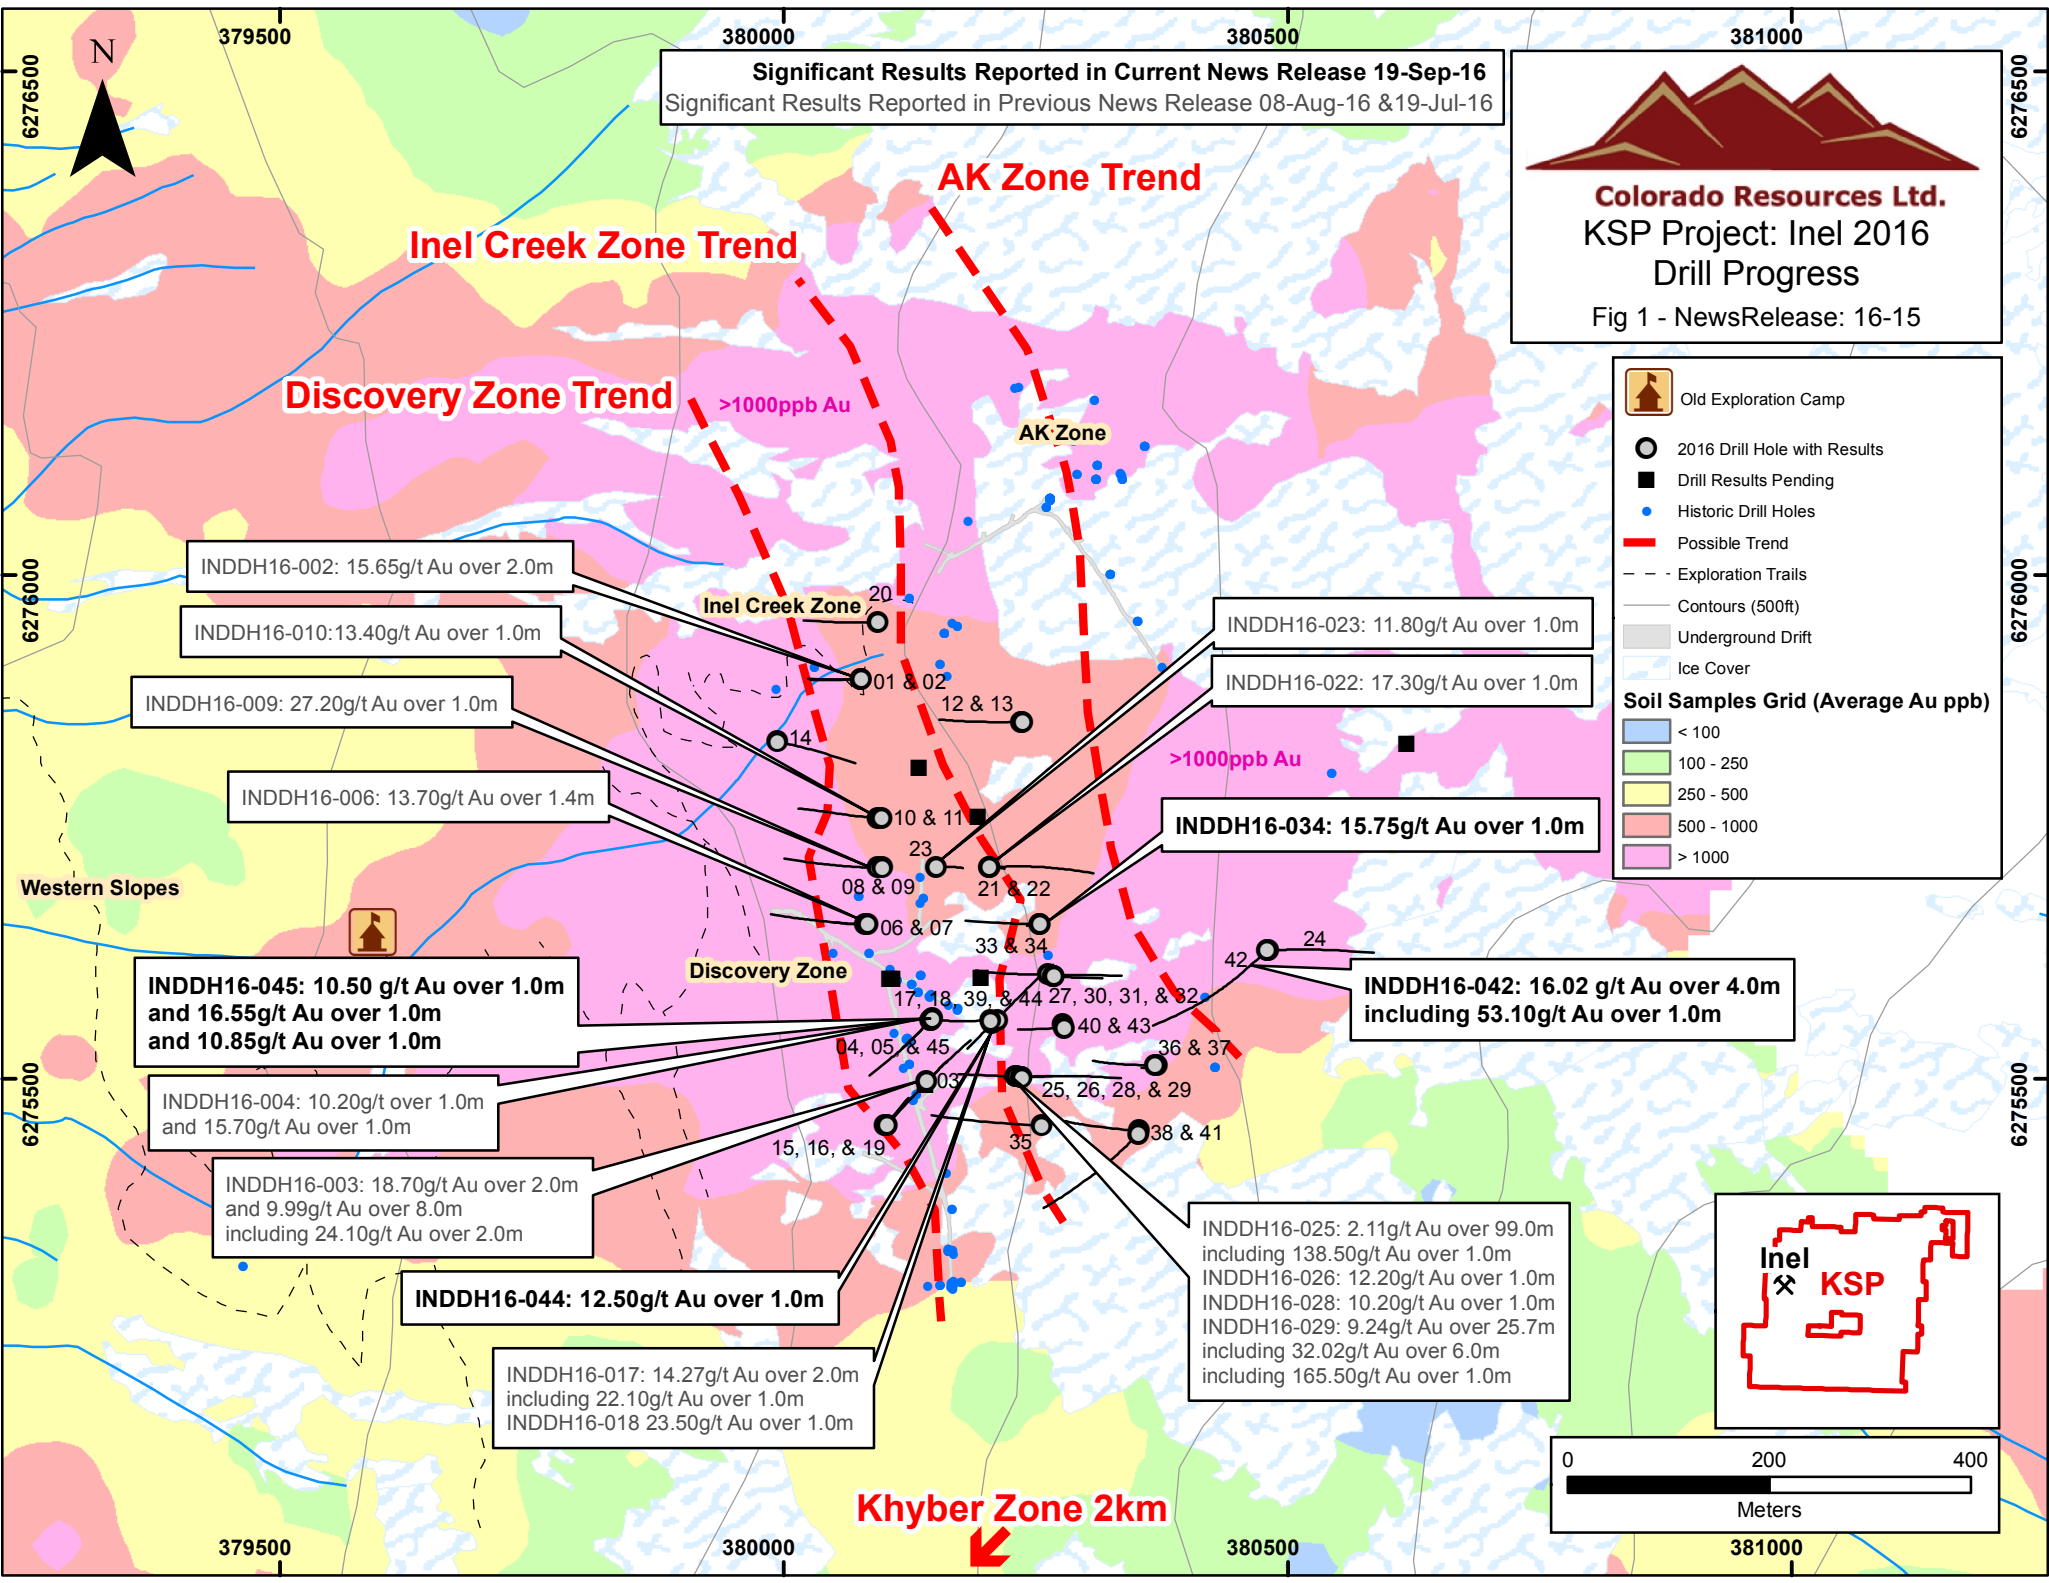 379500
380000
380500
381000
6276500
6276500
N
Significant Results Reported in Current News Release 19-Sep-16
Significant Results Reported in Previous News Release 08-Aug-16 &19-Jul-16
Colorado Resources Ltd.
KSP Project: Inel 2016
Drill Progress
Fig 1 - NewsRelease: 16-15
AK Zone Trend
Inel Creek Zone Trend
Discovery Zone Trend
>1000ppb Au
AK Zone
Old Exploration Camp
2016 Drill Hole with Results
Drill Results Pending
Historic Drill Holes
Possible Trend
Exploration Trails
Contours (500ft)
Underground Drift
Ice Cover
Soil Samples Grid (Average Au ppb)
< 100
100 - 250
250 - 500
500 - 1000
> 1000
6276000
6276000
INDDH16-002: 15.65g/t Au over 2.0m
INDDH16-010:13.40g/t Au over 1.0m
INDDH16-009: 27.20g/t Au over 1.0m
INDDH16-006: 13.70g/t Au over 1.4m
INDDH16-023: 11.80g/t Au over 1.0m
INDDH16-022: 17.30g/t Au over 1.0m
20
Inel Creek Zone
01 & 02
12 & 13
14
>1000ppb Au
10 & 11
INDDH16-034: 15.75g/t Au over 1.0m
23
08 & 09
21 & 22
Western Slopes
06 & 07
33 & 34
24
42
Discovery Zone
INDDH16-045: 10.50 g/t Au over 1.0m
and 16.55g/t Au over 1.0m
and 10.85g/t Au over 1.0m
17, 18, 39, & 44
27, 30, 31, & 32
INDDH16-042: 16.02 g/t Au over 4.0m
including 53.10g/t Au over 1.0m
40 & 43
04, 05, & 45
36 & 37
03
25, 26, 28, & 29
6275500
6275500
INDDH16-004: 10.20g/t over 1.0m
and 15.70g/t Au over 1.0m
15, 16, & 19
35
38 & 41
INDDH16-003: 18.70g/t Au over 2.0m
and 9.99g/t Au over 8.0m
including 24.10g/t Au over 2.0m
INDDH16-044: 12.50g/t Au over 1.0m
INDDH16-017: 14.27g/t Au over 2.0m
including 22.10g/t Au over 1.0m
INDDH16-018 23.50g/t Au over 1.0m
INDDH16-025: 2.11g/t Au over 99.0m
including 138.50g/t Au over 1.0m
INDDH16-026: 12.20g/t Au over 1.0m
INDDH16-028: 10.20g/t Au over 1.0m
INDDH16-029: 9.24g/t Au over 25.7m
including 32.02g/t Au over 6.0m
including 165.50g/t Au over 1.0m
Inel
KSP
0 200 400
Meters
Khyber Zone 2km
379500
380000
380500
381000